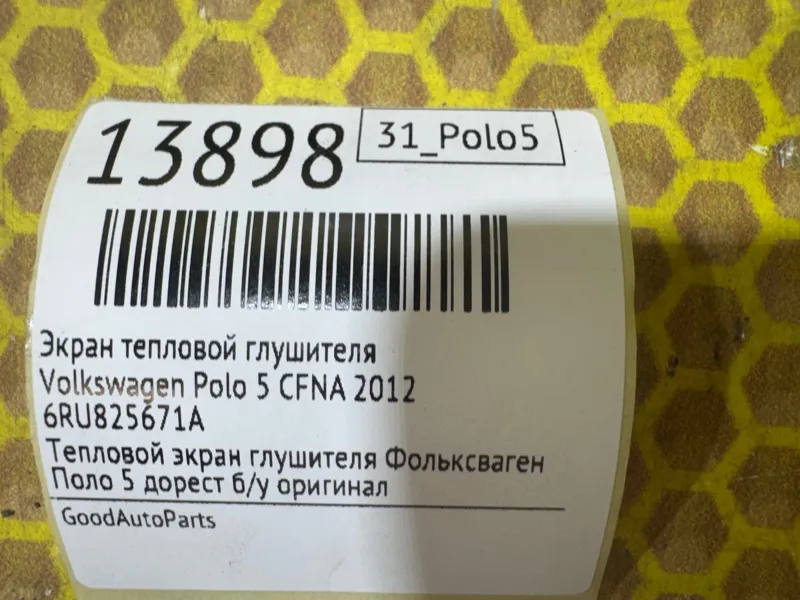 13898
31_Polo5
Экран тепловой глушителя
Volkswagen Polo 5 CFNA 2012
6RU825671A
Тепловой экран глушителя Фольксваген
Поло 5 дорест б/у оригинал
GoodAutoParts